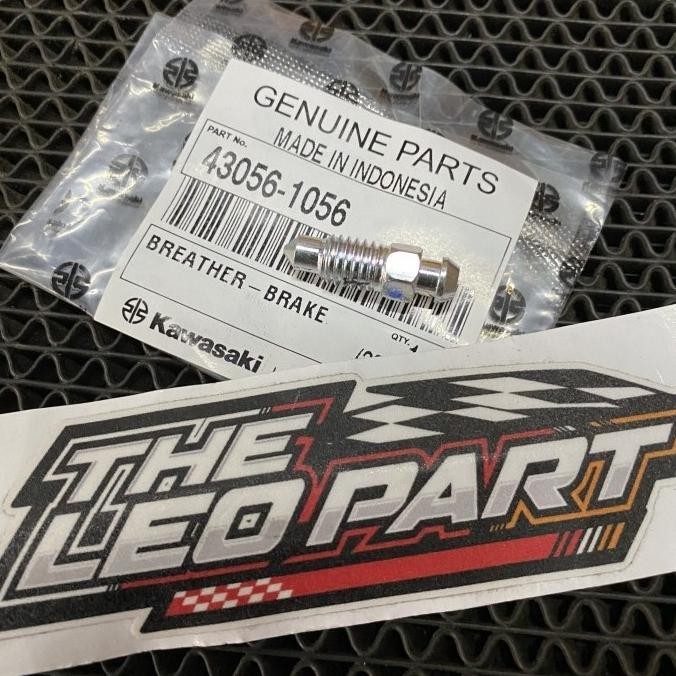 GENUINE PARTS
MADE IN INDONESIA
PART No.
43056-1056
BREATHER-BRAKE
QTY.
Kawasaki
THE
LEO PART